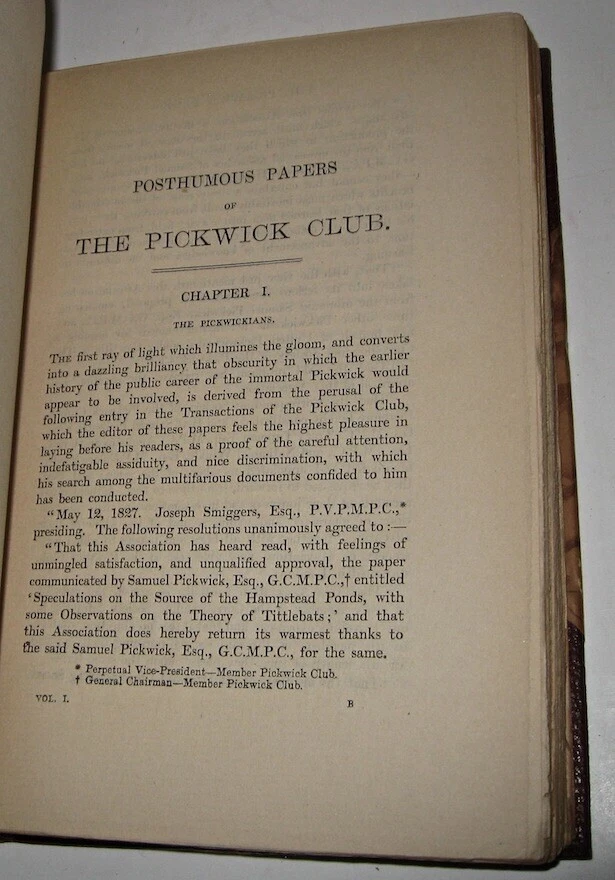 POSTHUMOUS PAPERS
OF
THE PICKWICK CLUB.
CHAPTER I.
THE PICKWICKIANS.
THE first ray of light which illumines the gloom, and converts
into a dazzling brilliancy that obscurity in which the earlier
history of the public career of the immortal Pickwick would
appear to be involved, is derived from the perusal of the
following entry in the Transactions of the Pickwick Club,
which the editor of these papers feels the highest pleasure in
laying before his readers, as a proof of the careful attention,
indefatigable assiduity, and nice discrimination, with which
his search among the multifarious documents confided to him
has been conducted.
"May 12, 1827. Joseph Smiggers, Esq., P.V.P.M.P.C.,*
presiding. The following resolutions unanimously agreed to :—
"That this Association has heard read, with feelings of
unmingled satisfaction, and unqualified approval, the paper
communicated by Samuel Pickwick, Esq., G.C.M.P.C.,† entitled
'Speculations on the Source of the Hampstead Ponds, with
some Observations on the Theory of Tittlebats;' and that
this Association does hereby return its warmest thanks to
the said Samuel Pickwick, Esq., G.C.M.P.C., for the same.
* Perpetual Vice-President—Member Pickwick Club.
† General Chairman—Member Pickwick Club.
VOL. I. B